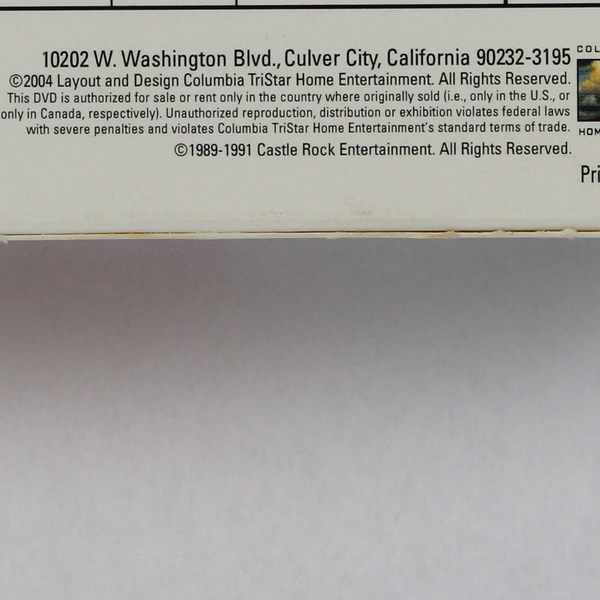 10202 W. Washington Blvd., Culver City, California 90232-3195
©2004 Layout and Design Columbia TriStar Home Entertainment. All Rights Reserved.
This DVD is authorized for sale or rent only in the country where originally sold (i.e., only in the U.S., or
only in Canada, respectively). Unauthorized reproduction, distribution or exhibition violates federal laws
with severe penalties and violates Columbia TriStar Home Entertainment's standard terms of trade.
©1989-1991 Castle Rock Entertainment. All Rights Reserved.
COL
HOM
Pri